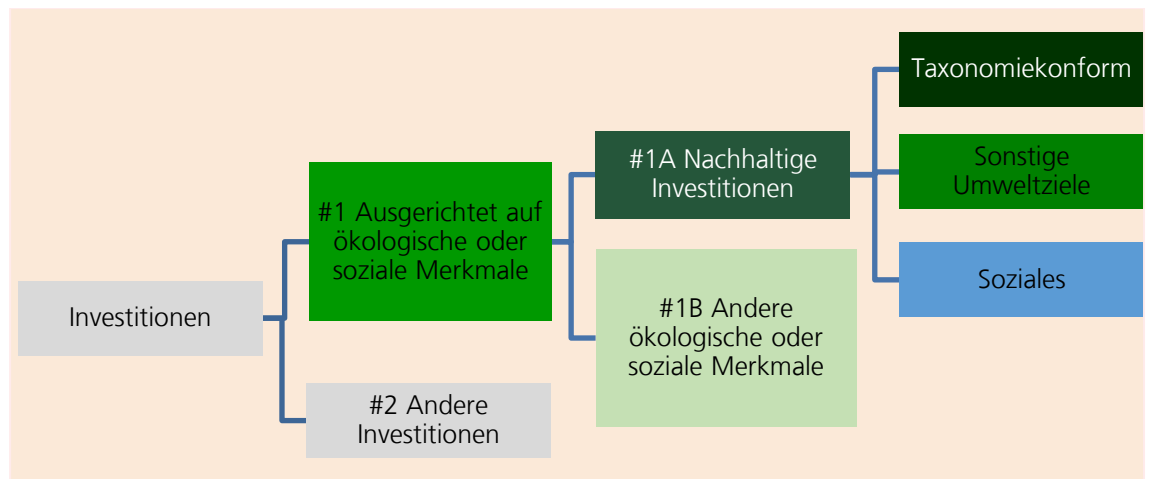 Investitionen
#1 Ausgerichtet auf
ökologische oder
soziale Merkmale
#2 Andere
Investitionen
#1A Nachhaltige
Investitionen
#1B Andere
ökologische oder
soziale Merkmale
Taxonomiekonform
Sonstige
Umweltziele
Soziales